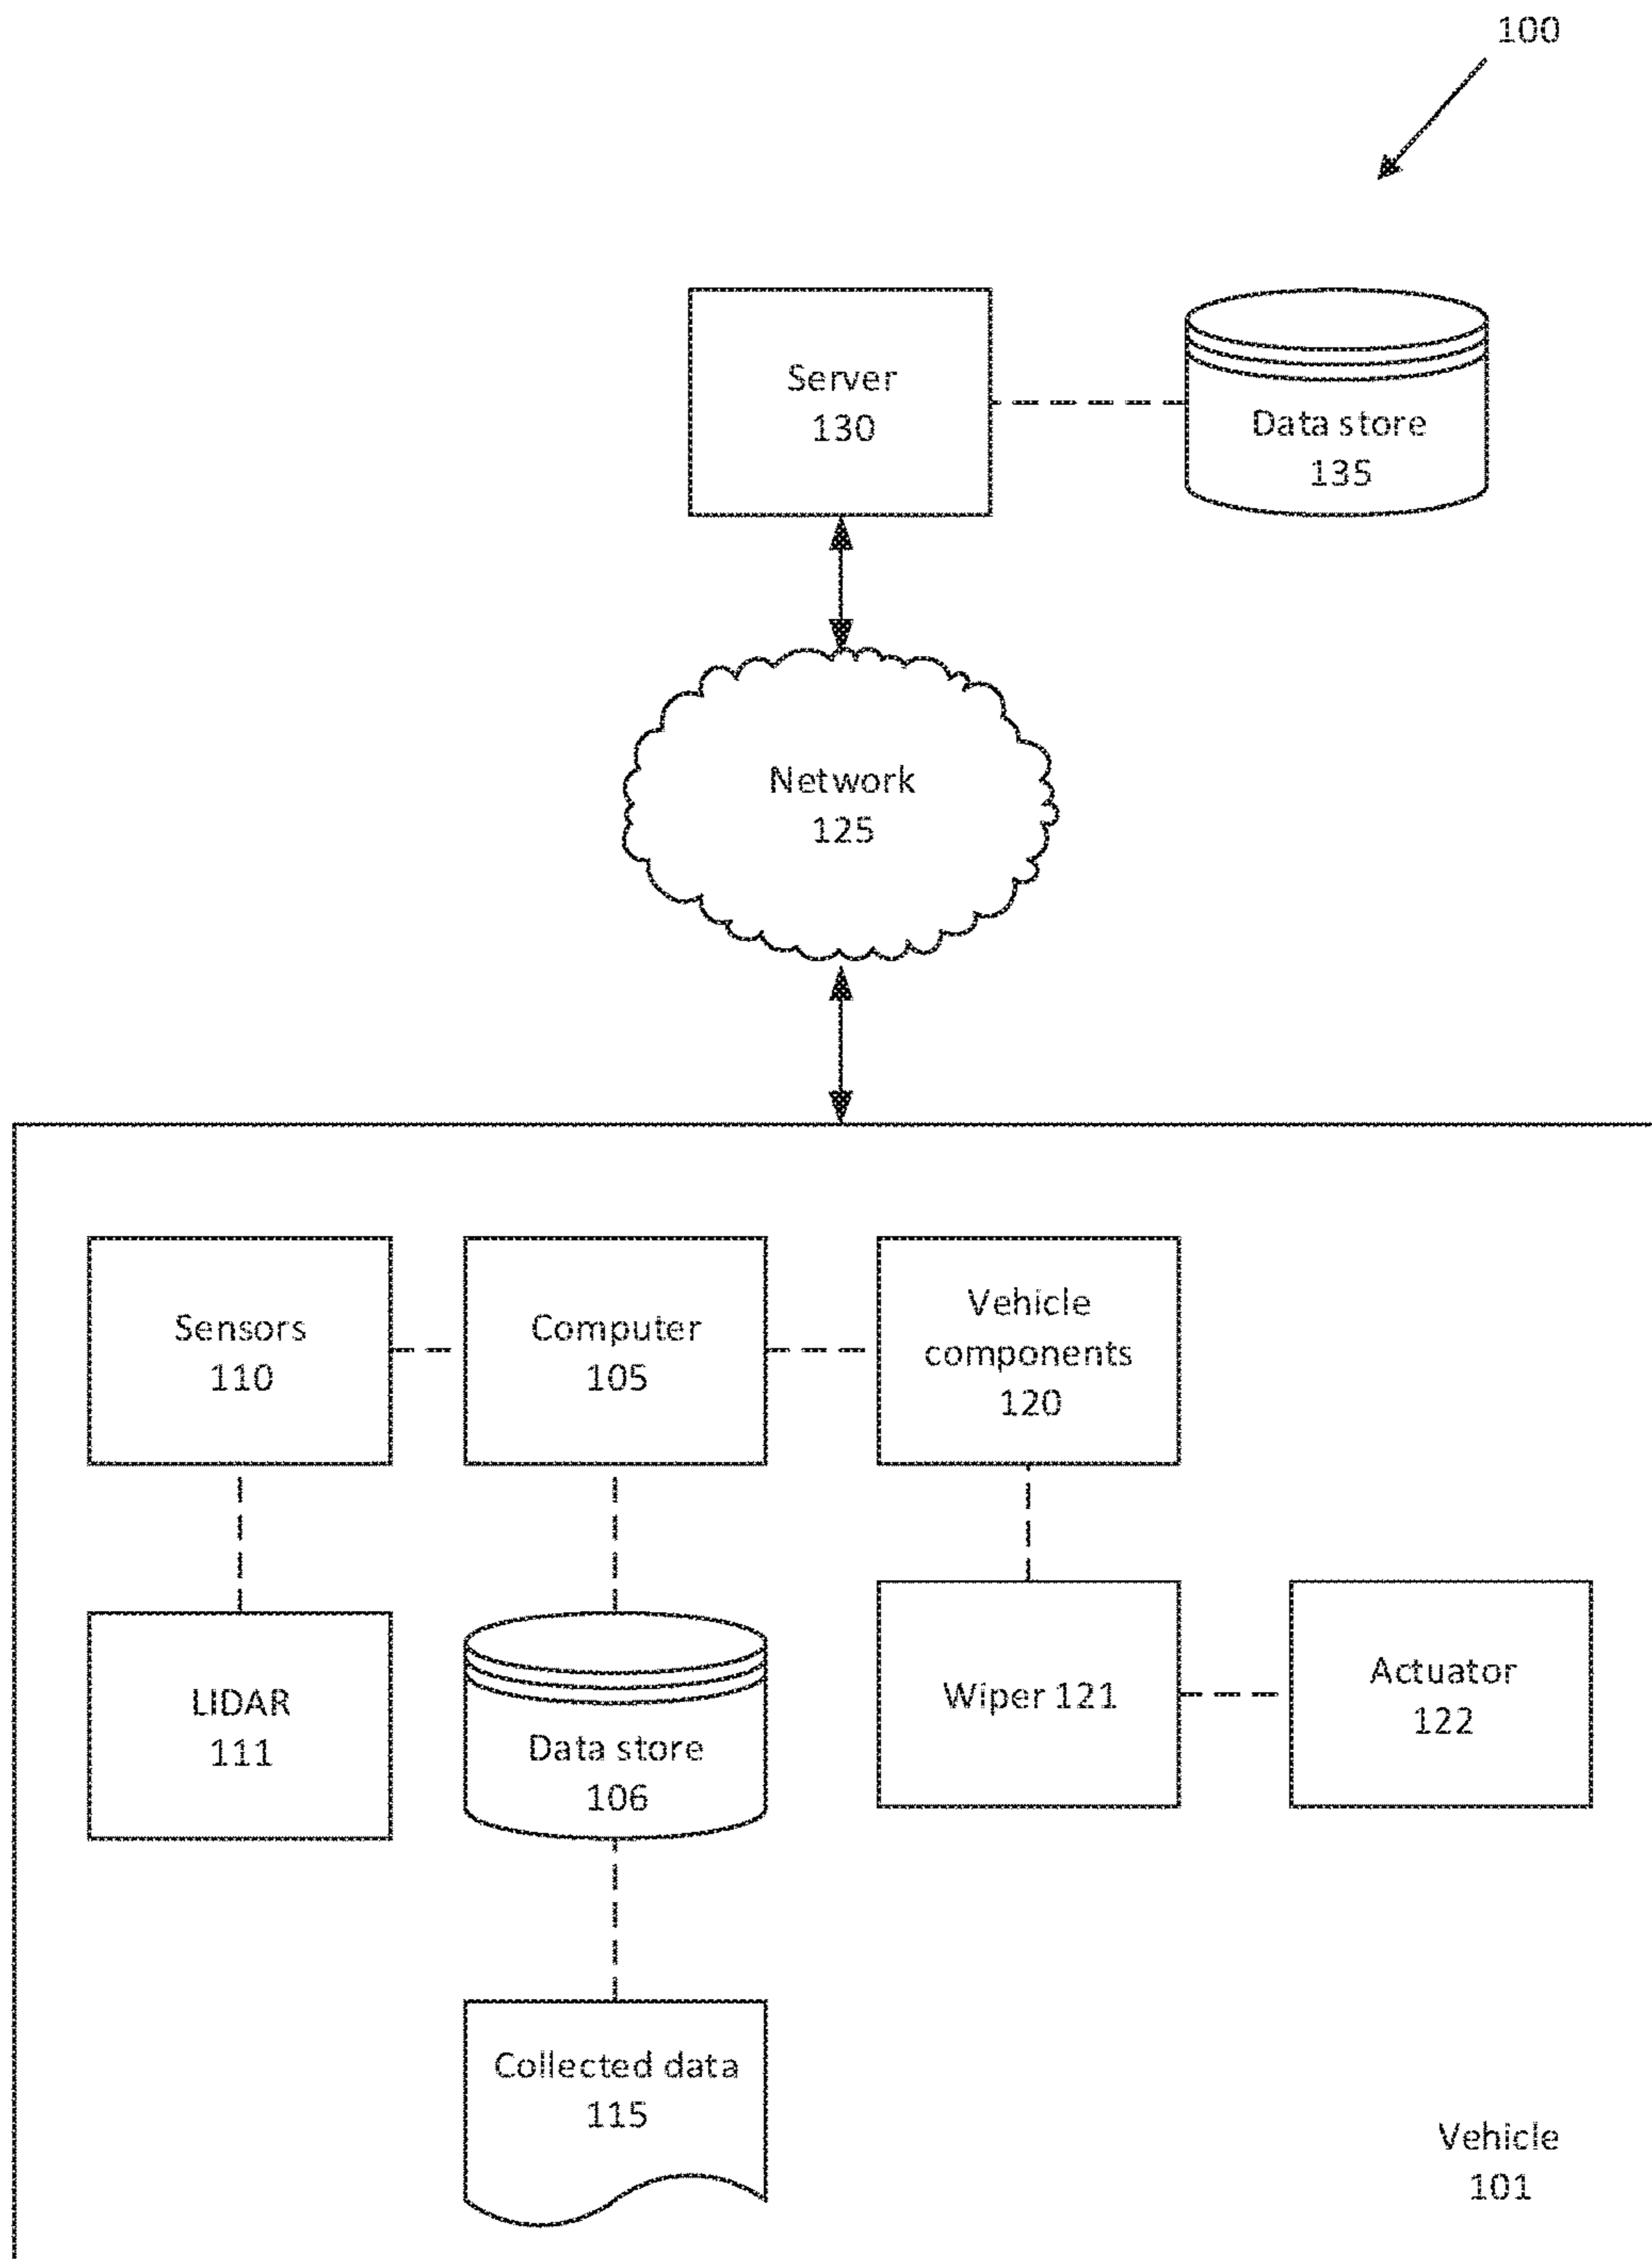 100
Server
130
Data store
135
Network
125
Sensors
110
Computer
105
Vehicle
components
120
LIDAR
111
Data store
106
Wiper 121
Actuator
122
Collected data
115
Vehicle
101